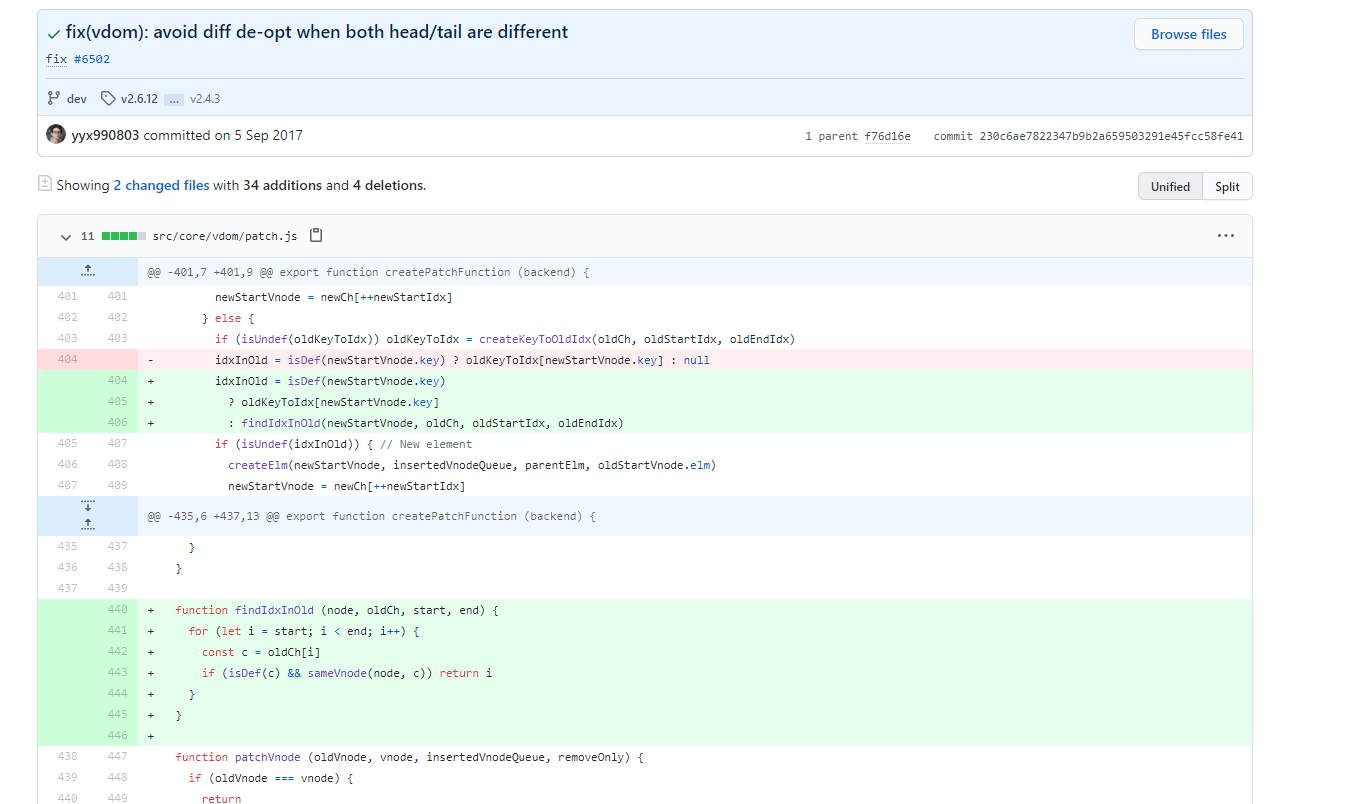 fix(vdom): avoid diff de-opt when both head/tail are different
Browse files
fix #6502
dev v2.6.12 ... v2.4.3
yyx990803 committed on 5 Sep 2017 1 parent f76d16e commit 230c6ae7822347b9b2a659503291e45fcc58fe41
Showing 2 changed files with 34 additions and 4 deletions. Unified Split
11 src/core/vdom/patch.js ...
@@ -401,7 +401,9 @@ export function createPatchFunction (backend) {
401 401 newStartVnode = newCh[++newStartIdx]
402 402 } else {
403 403 if (isUndef(oldKeyToIdx)) oldKeyToIdx = createKeyToOldIdx(oldCh, oldStartIdx, oldEndIdx)
404 - idxInOld = isDef(newStartVnode.key) ? oldKeyToIdx[newStartVnode.key] : null
404 + idxInOld = isDef(newStartVnode.key)
405 + ? oldKeyToIdx[newStartVnode.key]
406 + : findIdxInOld(newStartVnode, oldCh, oldStartIdx, oldEndIdx)
405 407 if (isUndef(idxInOld)) { // New element
406 408 createElm(newStartVnode, insertedVnodeQueue, parentElm, oldStartVnode.elm)
407 409 newStartVnode = newCh[++newStartIdx]
@@ -435,6 +437,13 @@ export function createPatchFunction (backend) {
435 437 }
436 438 }
437 439
440 + function findIdxInOld (node, oldCh, start, end) {
441 + for (let i = start; i < end; i++) {
442 + const c = oldCh[i]
443 + if (isDef(c) && sameVnode(node, c)) return i
444 + }
445 + }
446 +
438 447 function patchVnode (oldVnode, vnode, insertedVnodeQueue, removeOnly) {
439 448 if (oldVnode === vnode) {
440 449 return